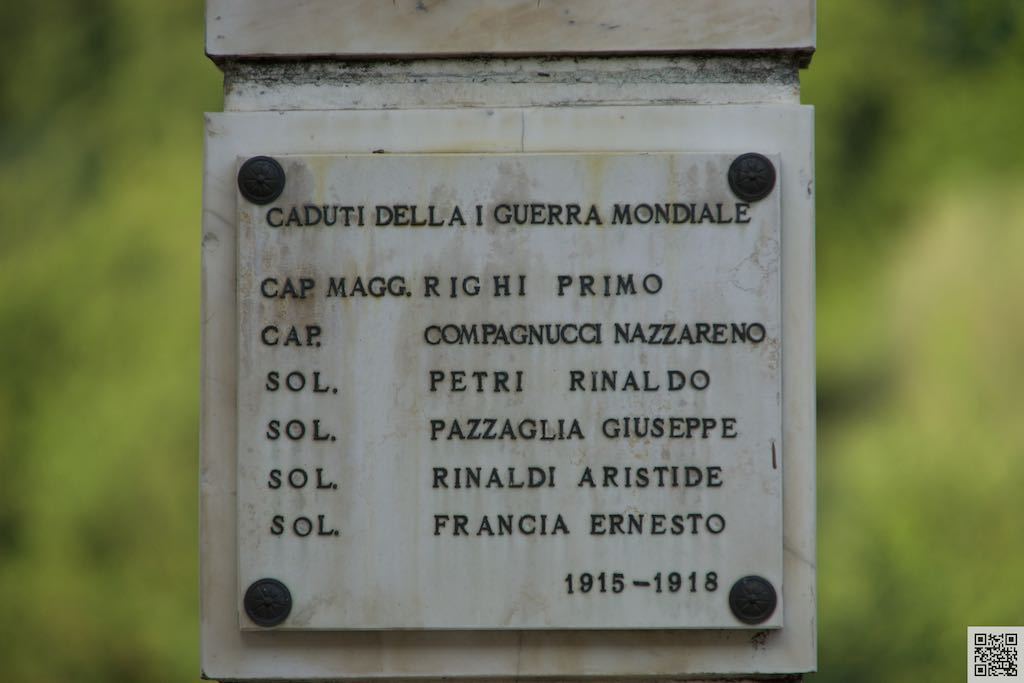 CADUTI DELLA I GUERRA MONDIALE
CAP MAGG. RIGHI PRIMO
CAP. COMPAGNUCCI NAZZARENO
SOL. PETRI RINALDO
SOL. PAZZAGLIA GIUSEPPE
SOL. RINALDI ARISTIDE
SOL. FRANCIA ERNESTO
1915-1918